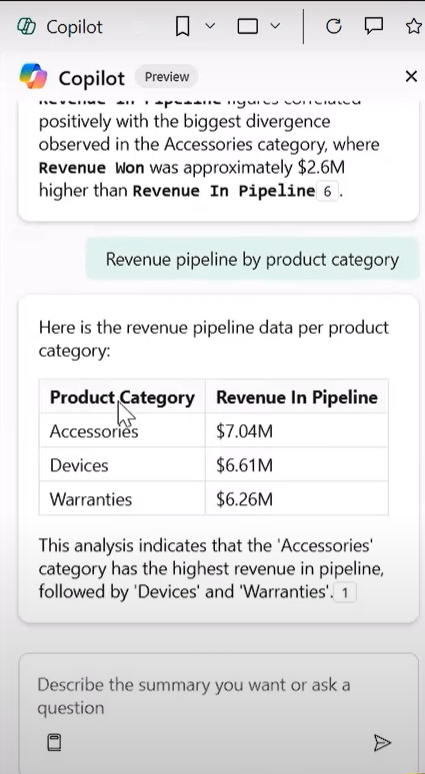 Copilot
Copilot Preview
Revenue In Pipeline figures correlated
positively with the biggest divergence
observed in the Accessories category, where
Revenue Won was approximately $2.6M
higher than Revenue In Pipeline 6 .
Revenue pipeline by product category
Here is the revenue pipeline data per product
category:
Product Category Revenue In Pipeline
Accessories $7.04M
Devices $6.61M
Warranties $6.26M
This analysis indicates that the 'Accessories'
category has the highest revenue in pipeline,
followed by 'Devices' and 'Warranties'. 1
Describe the summary you want or ask a
question